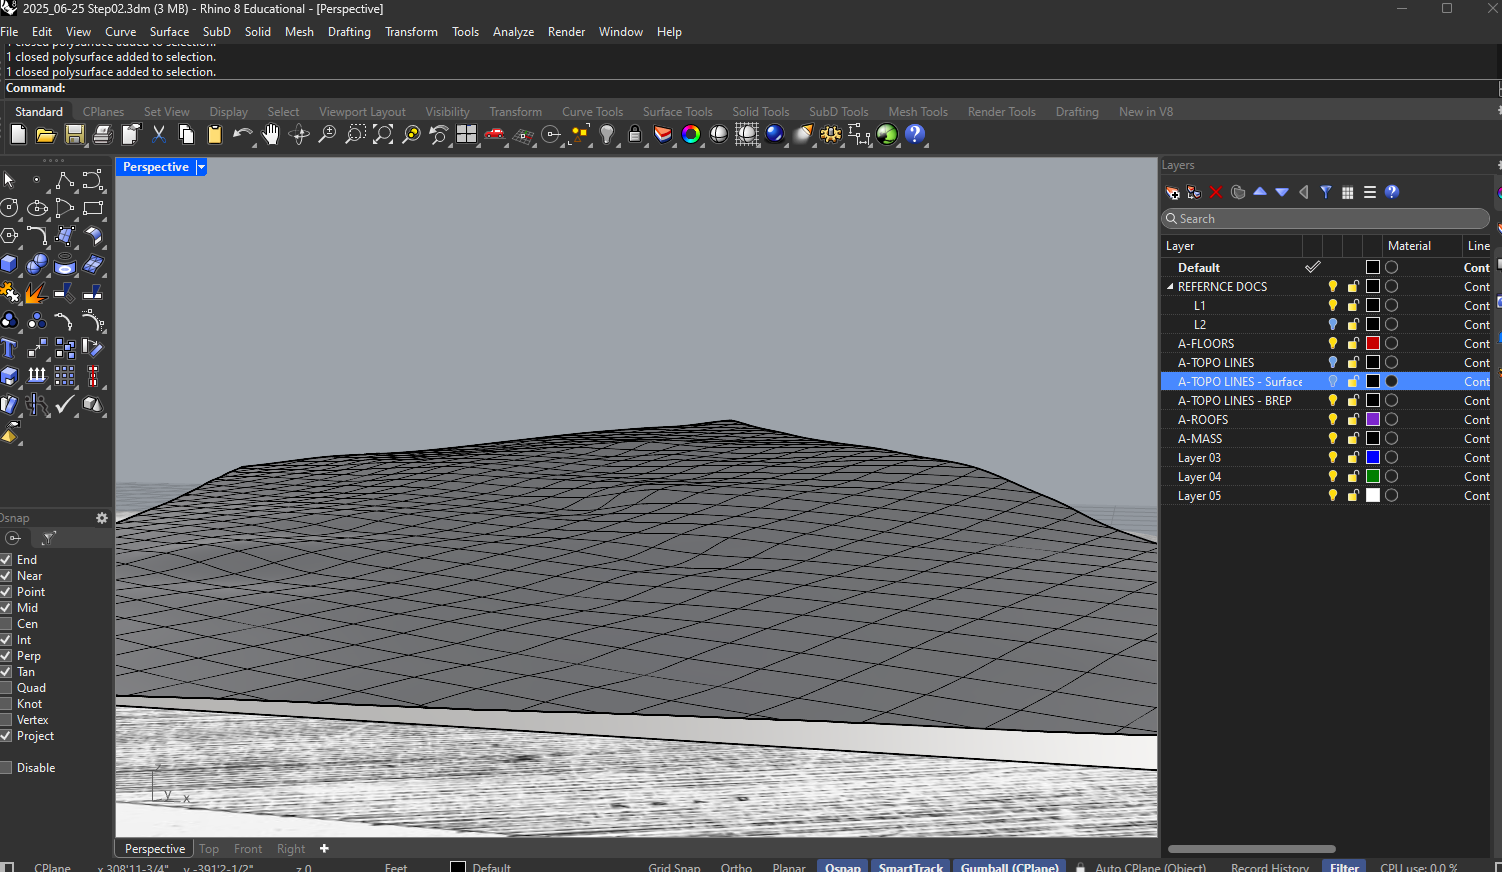 2025_06-25 Step02.3dm (3 MB) - Rhino 8 Educational - [Perspective]
File Edit View Curve Surface SubD Solid Mesh Drafting Transform Tools Analyze Render Window Help
1 closed polysurface added to selection.
1 closed polysurface added to selection.
1 closed polysurface added to selection.
Command:
Standard CPlanes Set View Display Select Viewport Layout Visibility Transform Curve Tools Surface Tools Solid Tools SubD Tools Mesh Tools Render Tools Drafting New in V8
Perspective
Layers
Search
Layer Material Line
Default Cont
REFERNCE DOCS Cont
L1 Cont
L2 Cont
A-FLOORS Cont
A-TOPO LINES Cont
A-TOPO LINES - Surface Cont
A-TOPO LINES - BREP Cont
A-ROOFS Cont
A-MASS Cont
Layer 03 Cont
Layer 04 Cont
Layer 05 Cont
Osnap
End
Near
Point
Mid
Cen
Int
Perp
Tan
Quad
Knot
Vertex
Project
Disable
z
y x
Perspective Top Front Right
CPlane x 308'11-3/4" y -391'2-1/2" z 0 Feet Default Grid Snap Ortho Planar Osnap SmartTrack Gumball (CPlane) Auto CPlane (Object) Record History Filter CPU use: 0.0 %